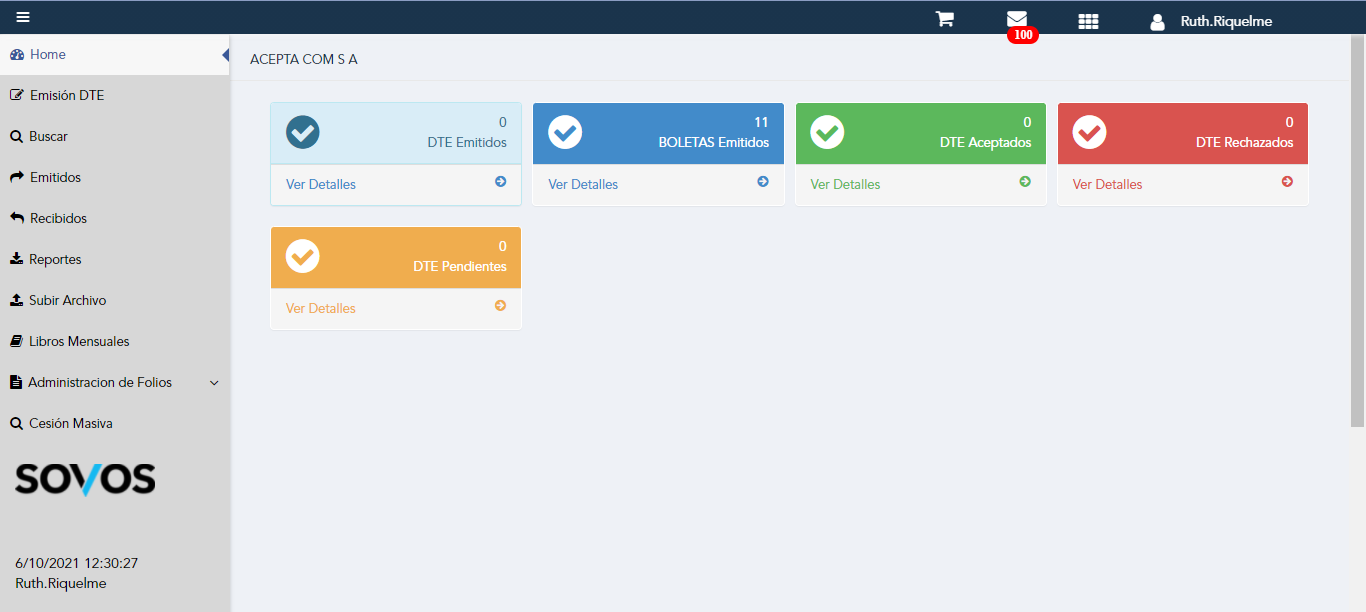 Ruth.Riquelme
100
Home
ACEPTA COM S A
Emisión DTE
Buscar
Emitidos
Recibidos
Reportes
Subir Archivo
Libros Mensuales
Administracion de Folios
Cesión Masiva
SOVOS
6/10/2021 12:30:27
Ruth.Riquelme
0
DTE Emitidos
Ver Detalles
11
BOLETAS Emitidos
Ver Detalles
0
DTE Aceptados
Ver Detalles
0
DTE Rechazados
Ver Detalles
0
DTE Pendientes
Ver Detalles